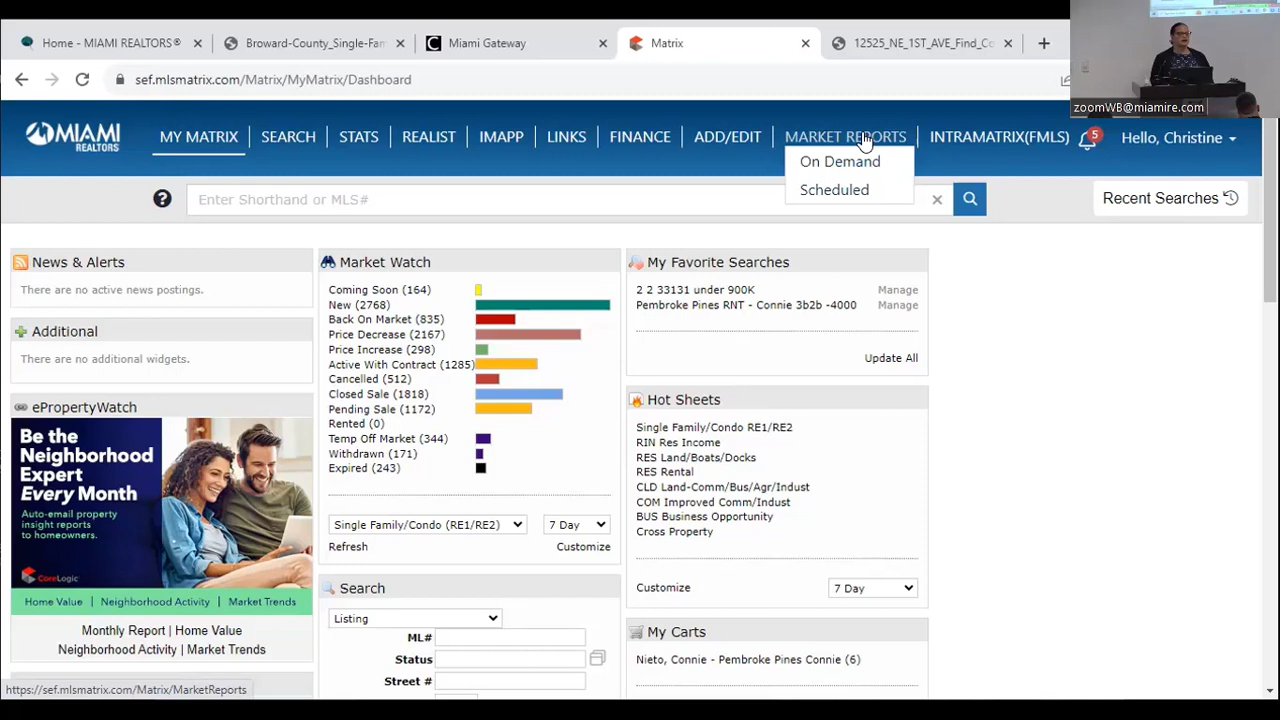 Home - MIAMI REALTORS®
Broward-County_Single-Fam
Miami Gateway
Matrix
12525_NE_1ST_AVE_Find_Co
sef.mlsmatrix.com/Matrix/MyMatrix/Dashboard
zoomWB@miamire.com
MIAMI
REALTORS
MY MATRIX
SEARCH
STATS
REALIST
IMAPP
LINKS
FINANCE
ADD/EDIT
MARKET REPORTS
INTRAMATRIX(FMLS)
5
Hello, Christine
On Demand
Scheduled
Enter Shorthand or MLS#
Recent Searches
News & Alerts
There are no active news postings.
Additional
There are no additional widgets.
ePropertyWatch
Be the
Neighborhood
Expert
Every Month
Auto-email property
insight reports
to homeowners.
CoreLogic
Home Value | Neighborhood Activity | Market Trends
Monthly Report | Home Value
Neighborhood Activity | Market Trends
Market Watch
Coming Soon (164)
New (2768)
Back On Market (835)
Price Decrease (2167)
Price Increase (298)
Active With Contract (1285)
Cancelled (512)
Closed Sale (1818)
Pending Sale (1172)
Rented (0)
Temp Off Market (344)
Withdrawn (171)
Expired (243)
Single Family/Condo (RE1/RE2)
7 Day
Refresh
Customize
Search
Listing
ML#
Status
Street #
My Favorite Searches
2 2 33131 under 900K Manage
Pembroke Pines RNT - Connie 3b2b -4000 Manage
Update All
Hot Sheets
Single Family/Condo RE1/RE2
RIN Res Income
RES Land/Boats/Docks
RES Rental
CLD Land-Comm/Bus/Agr/Indust
COM Improved Comm/Indust
BUS Business Opportunity
Cross Property
Customize
7 Day
My Carts
Nieto, Connie - Pembroke Pines Connie (6)
https://sef.mlsmatrix.com/Matrix/MarketReports